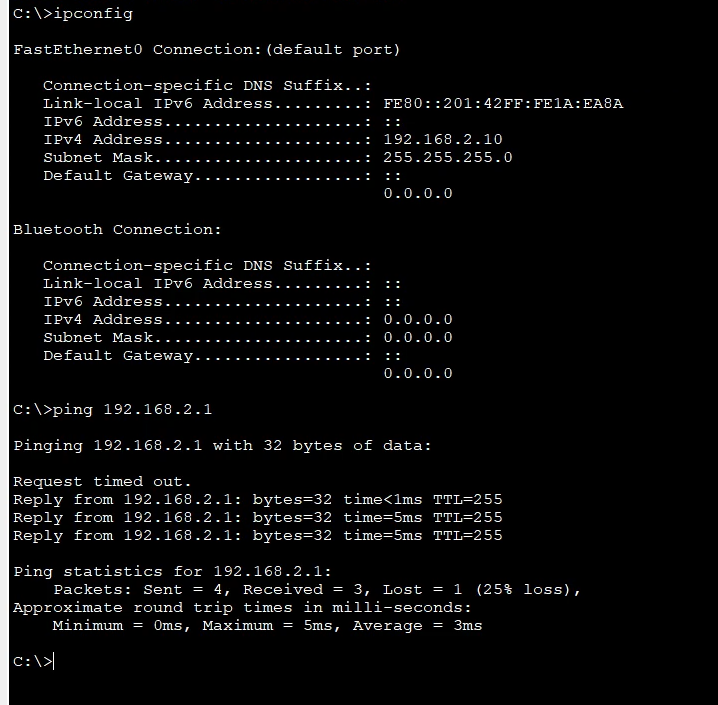 C:\>ipconfig
FastEthernet0 Connection:(default port)
Connection-specific DNS Suffix..:
Link-local IPv6 Address.........: FE80::201:42FF:FE1A:EA8A
IPv6 Address....................: ::
IPv4 Address....................: 192.168.2.10
Subnet Mask.....................: 255.255.255.0
Default Gateway.................: ::
0.0.0.0
Bluetooth Connection:
Connection-specific DNS Suffix..:
Link-local IPv6 Address.........: ::
IPv6 Address....................: ::
IPv4 Address....................: 0.0.0.0
Subnet Mask.....................: 0.0.0.0
Default Gateway.................: ::
0.0.0.0
C:\>ping 192.168.2.1
Pinging 192.168.2.1 with 32 bytes of data:
Request timed out.
Reply from 192.168.2.1: bytes=32 time<1ms TTL=255
Reply from 192.168.2.1: bytes=32 time=5ms TTL=255
Reply from 192.168.2.1: bytes=32 time=5ms TTL=255
Ping statistics for 192.168.2.1:
Packets: Sent = 4, Received = 3, Lost = 1 (25% loss),
Approximate round trip times in milli-seconds:
Minimum = 0ms, Maximum = 5ms, Average = 3ms
C:\>